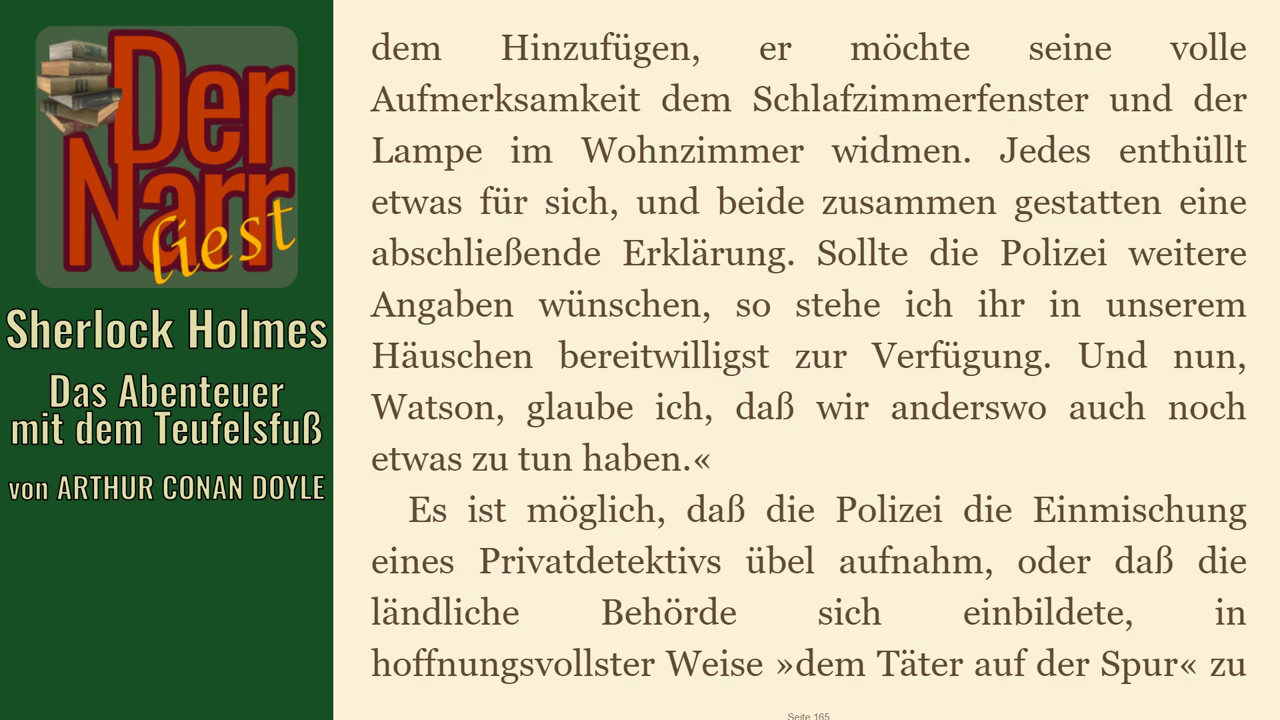 Der
Narr
liest
Sherlock Holmes
Das Abenteuer
mit dem Teufelsfuß
von ARTHUR CONAN DOYLE
dem Hinzufügen, er möchte seine volle
Aufmerksamkeit dem Schlafzimmerfenster und der
Lampe im Wohnzimmer widmen. Jedes enthüllt
etwas für sich, und beide zusammen gestatten eine
abschließende Erklärung. Sollte die Polizei weitere
Angaben wünschen, so stehe ich ihr in unserem
Häuschen bereitwilligst zur Verfügung. Und nun,
Watson, glaube ich, daß wir anderswo auch noch
etwas zu tun haben.«
Es ist möglich, daß die Polizei die Einmischung
eines Privatdetektivs übel aufnahm, oder daß die
ländliche Behörde sich einbildete, in
hoffnungsvollster Weise »dem Täter auf der Spur« zu
Seite 165